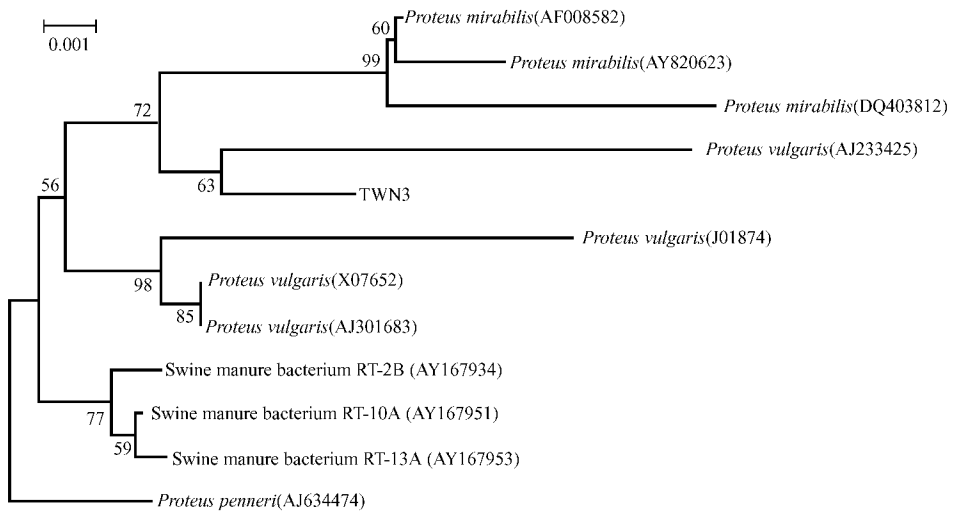 0.001
60
Proteus mirabilis(AF008582)
99
Proteus mirabilis(AY820623)
72
Proteus mirabilis(DQ403812)
Proteus vulgaris(AJ233425)
56
63
TWN3
Proteus vulgaris(J01874)
98
Proteus vulgaris(X07652)
85
Proteus vulgaris(AJ301683)
Swine manure bacterium RT-2B (AY167934)
77
Swine manure bacterium RT-10A (AY167951)
59
Swine manure bacterium RT-13A (AY167953)
Proteus penneri(AJ634474)